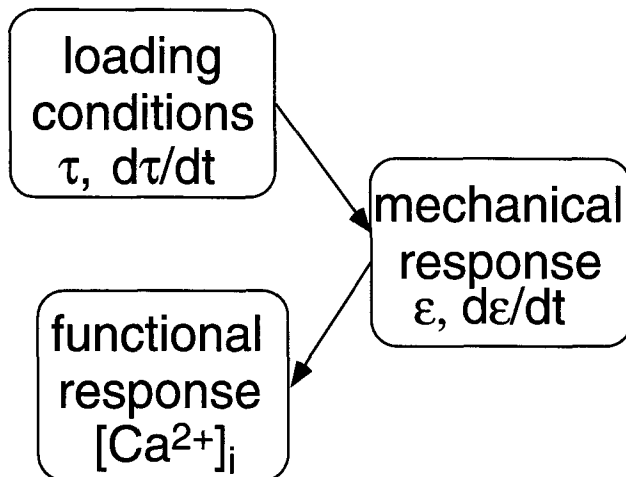 loading
conditions
τ, dτ/dt
mechanical
response
ε, dε/dt
functional
response
[Ca²⁺]ᵢ